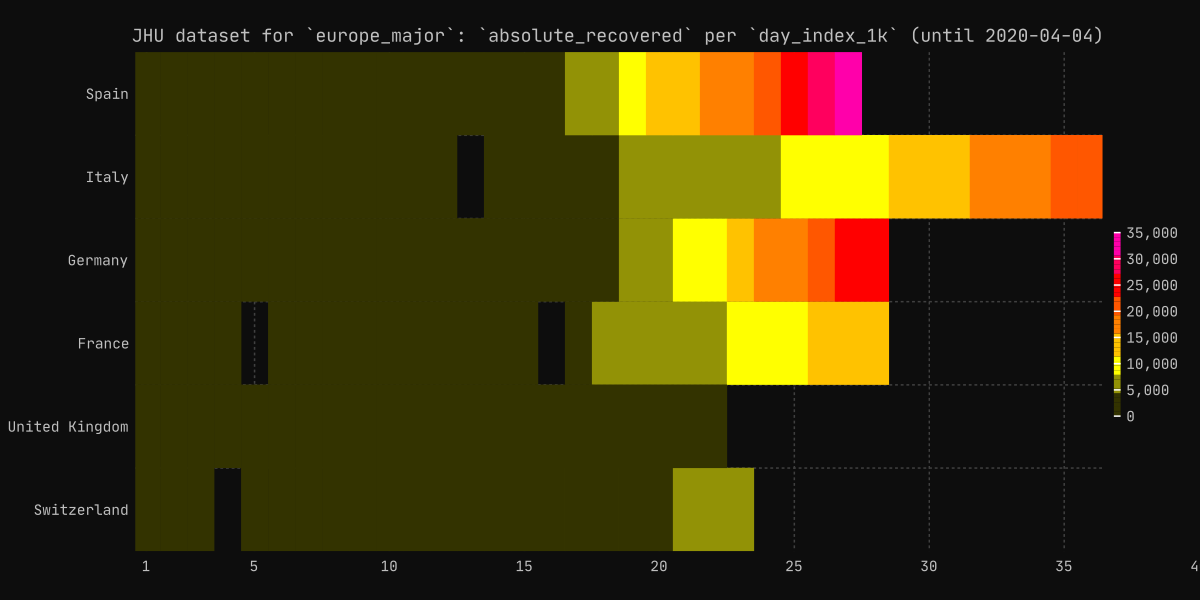 JHU dataset for `europe_major`: `absolute_recovered` per `day_index_1k` (until 2020-04-04)
Spain
Italy
Germany
France
United Kingdom
Switzerland
35,000
30,000
25,000
20,000
15,000
10,000
5,000
0
1 5 10 15 20 25 30 35 4